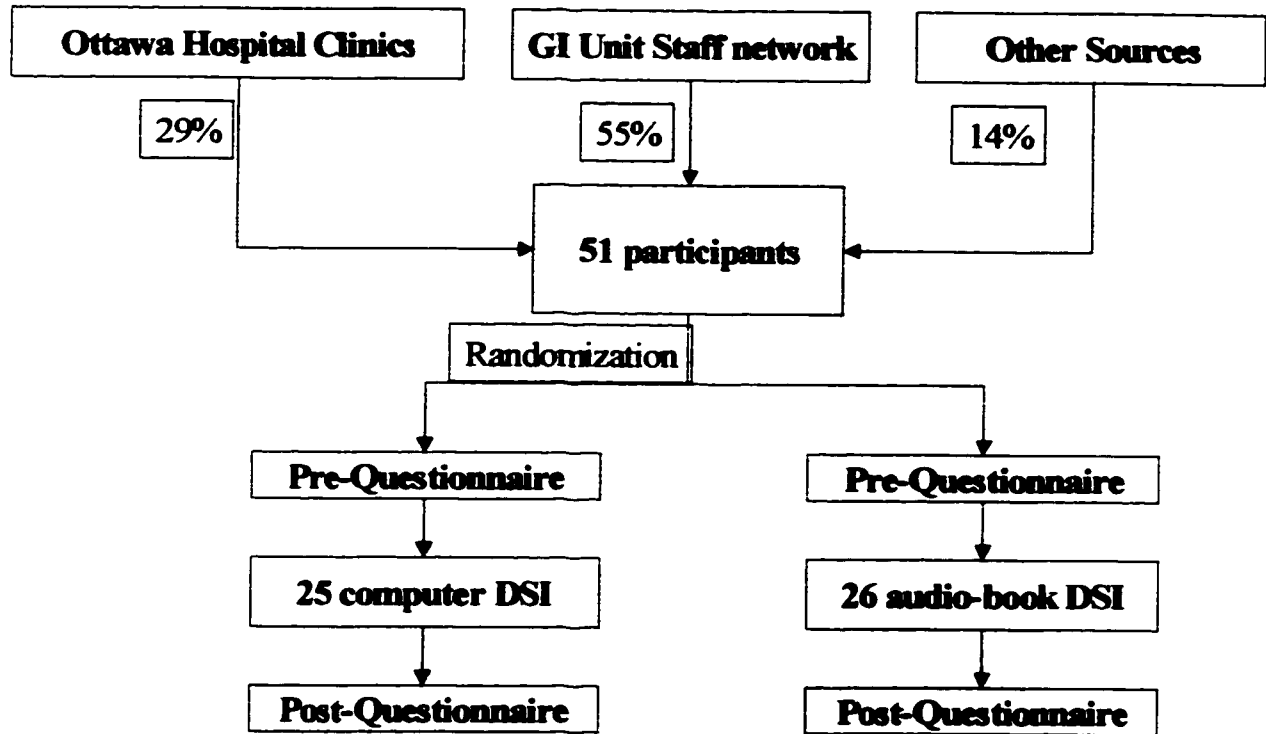 Ottawa Hospital Clinics
GI Unit Staff network
Other Sources
29%
55%
14%
51 participants
Randomization
Pre-Questionnaire
Pre-Questionnaire
25 computer DSI
26 audio-book DSI
Post-Questionnaire
Post-Questionnaire